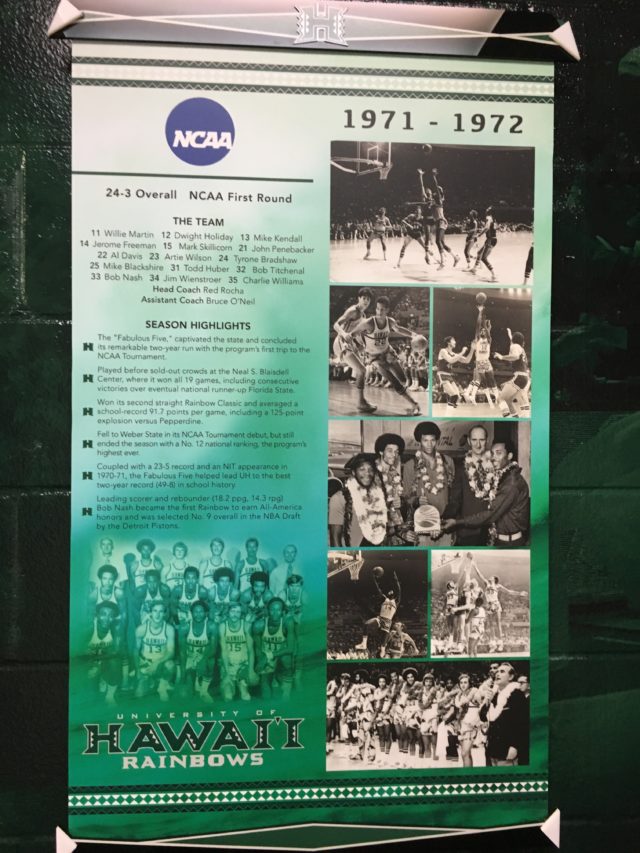 NCAA
1971 - 1972
24-3 Overall NCAA First Round
THE TEAM
11 Willie Martin 12 Dwight Holiday 13 Mike Kendall
14 Jerome Freeman 15 Mark Skillicorn 21 John Penebacker
22 Al Davis 23 Artie Wilson 24 Tyrone Bradshaw
25 Mike Blackshire 31 Todd Huber 32 Bob Titchenal
33 Bob Nash 34 Jim Wienstroer 35 Charlie Williams
Head Coach Red Rocha
Assistant Coach Bruce O'Neil
SEASON HIGHLIGHTS
The "Fabulous Five," captivated the state and concluded
its remarkable two-year run with the program's first trip to the
NCAA Tournament.
Played before sold-out crowds at the Neal S. Blaisdell
Center, where it won all 19 games, including consecutive
victories over eventual national runner-up Florida State.
Won its second straight Rainbow Classic and averaged a
school-record 91.7 points per game, including a 125-point
explosion versus Pepperdine.
Fell to Weber State in its NCAA Tournament debut, but still
ended the season with a No. 12 national ranking, the program's
highest ever.
Coupled with a 23-5 record and an NIT appearance in
1970-71, the Fabulous Five helped lead UH to the best
two-year record (49-8) in school history.
Leading scorer and rebounder (18.2 ppg, 14.3 rpg)
Bob Nash became the first Rainbow to earn All-America
honors and was selected No. 9 overall in the NBA Draft
by the Detroit Pistons.
UNIVERSITY OF
HAWAI'I
RAINBOWS